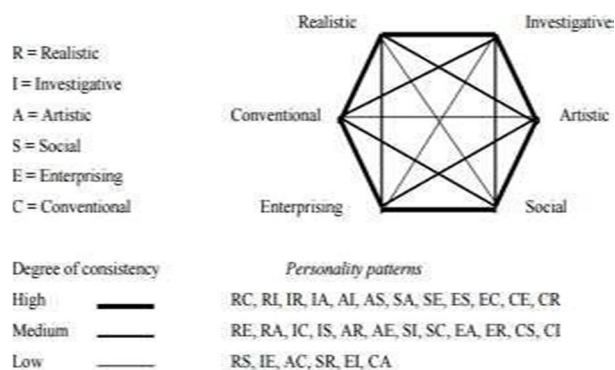 Realistic Investigative
R = Realistic
I = Investigative
A = Artistic
S = Social
E = Enterprising
C = Conventional
Conventional Artistic
Enterprising Social
Degree of consistency Personality patterns
High RC, RI, IR, IA, AI, AS, SA, SE, ES, EC, CE, CR
Medium RE, RA, IC, IS, AR, AE, SI, SC, EA, ER, CS, CI
Low RS, IE, AC, SR, EI, CA